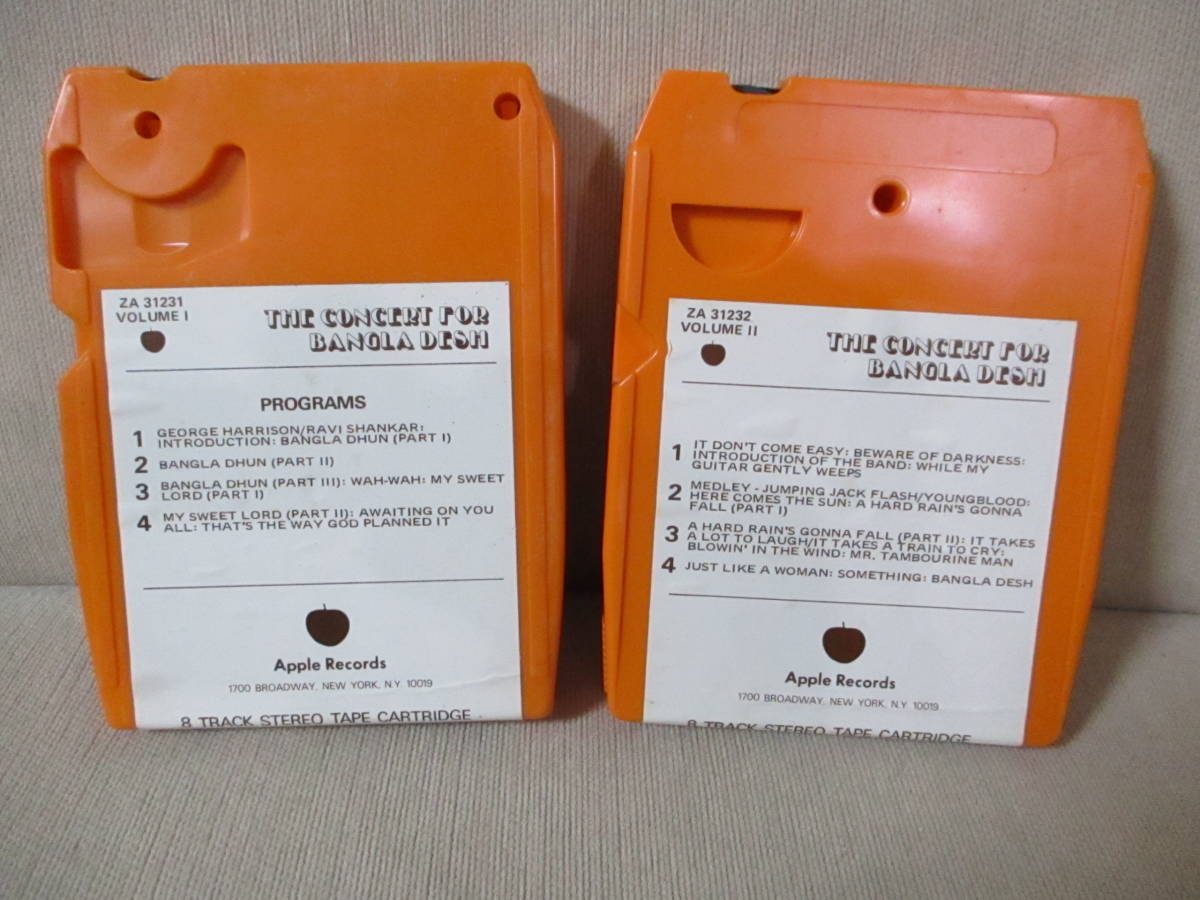 ZA 31231
VOLUME I
THE CONCERT FOR
BANGLA DESH
PROGRAMS
1 GEORGE HARRISON/RAVI SHANKAR:
INTRODUCTION: BANGLA DHUN (PART I)
2 BANGLA DHUN (PART II)
3 BANGLA DHUN (PART III): WAH-WAH: MY SWEET
LORD (PART I)
4 MY SWEET LORD (PART II): AWAITING ON YOU
ALL: THAT'S THE WAY GOD PLANNED IT
Apple Records
1700 BROADWAY, NEW YORK, N.Y. 10019
8 TRACK STEREO TAPE CARTRIDGE
ZA 31232
VOLUME II
THE CONCERT FOR
BANGLA DESH
1 IT DON'T COME EASY: BEWARE OF DARKNESS:
INTRODUCTION OF THE BAND: WHILE MY
GUITAR GENTLY WEEPS
2 MEDLEY - JUMPING JACK FLASH/YOUNGBLOOD:
HERE COMES THE SUN: A HARD RAIN'S GONNA
FALL (PART I)
3 A HARD RAIN'S GONNA FALL (PART II): IT TAKES
A LOT TO LAUGH/IT TAKES A TRAIN TO CRY:
BLOWIN' IN THE WIND: MR. TAMBOURINE MAN
4 JUST LIKE A WOMAN: SOMETHING: BANGLA DESH
Apple Records
1700 BROADWAY, NEW YORK, N.Y. 10019
8 TRACK STEREO TAPE CARTRIDGE